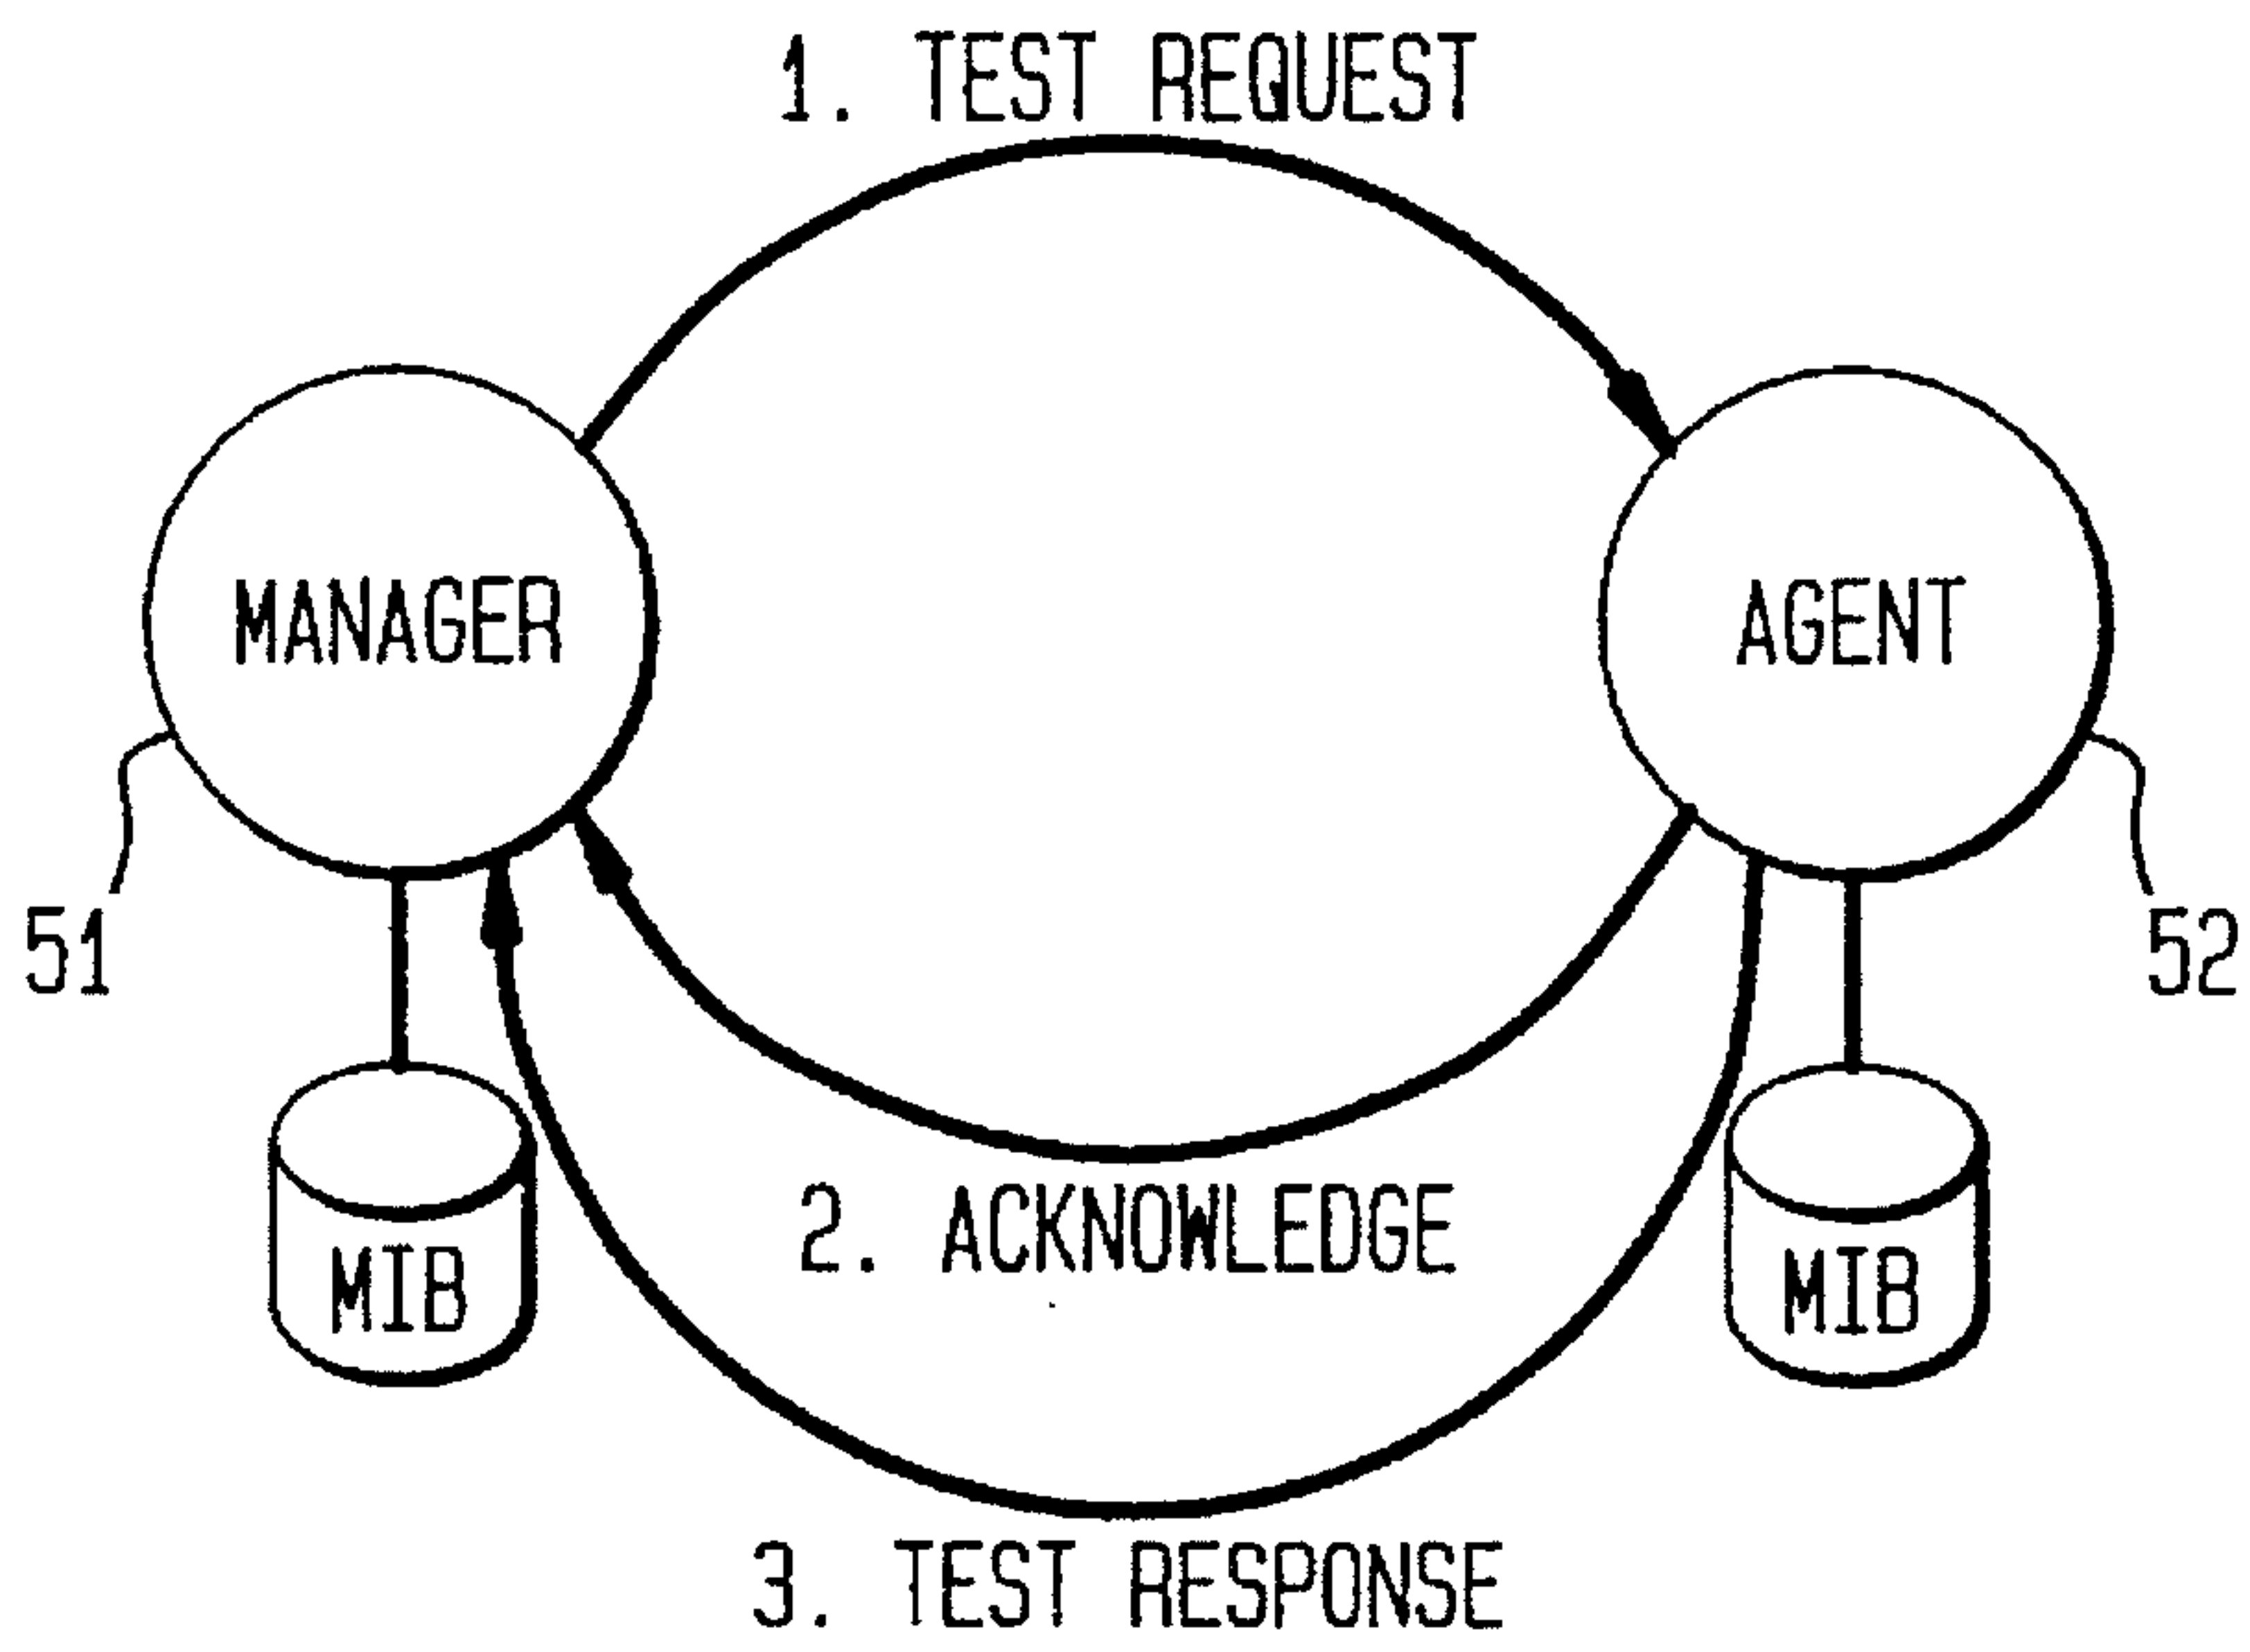 1. TEST REQUEST
MANAGER
AGENT
51
52
2. ACKNOWLEDGE
MIB
MIB
3. TEST RESPONSE